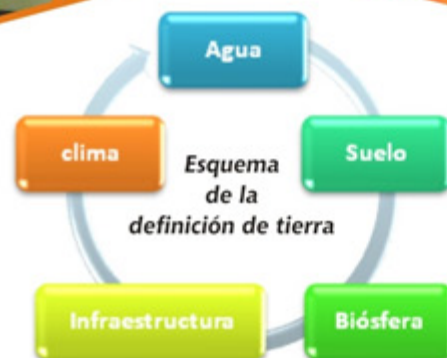 Agua
clima
Suelo
Esquema
de la
definición de tierra
Infraestructura
Biósfera